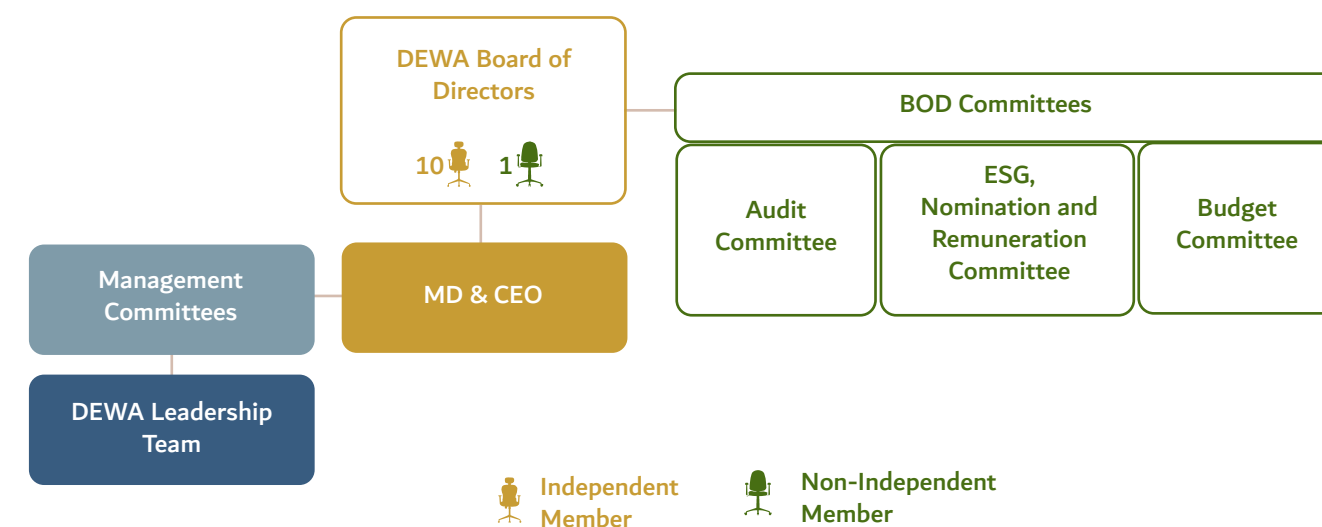 DEWA Board of
Directors
10 1
BOD Committees
Audit
Committee
ESG,
Nomination and
Remuneration
Committee
Budget
Committee
MD & CEO
Management
Committees
DEWA Leadership
Team
Independent
Member
Non-Independent
Member